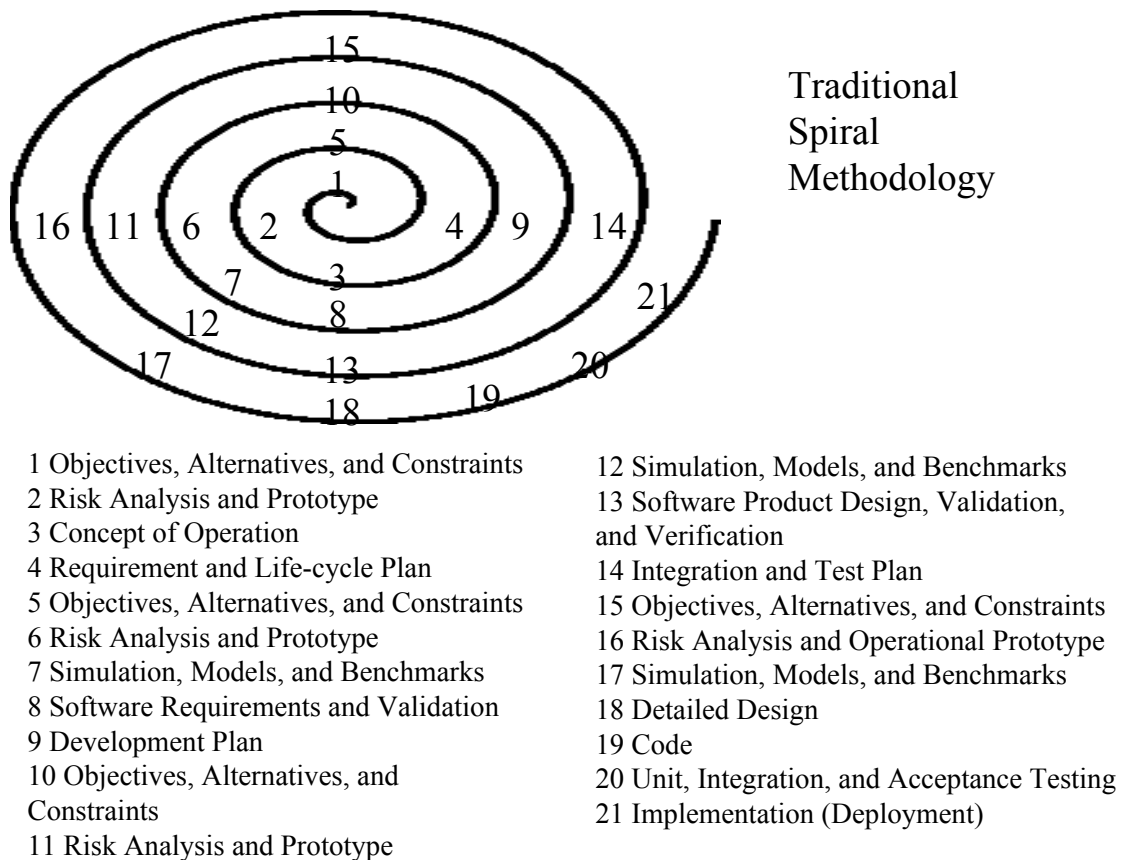 15
10
5
1
16 11 6 2 4 9 14
3
7
21
8
12
17 13 20
18 19
Traditional
Spiral
Methodology
1 Objectives, Alternatives, and Constraints
2 Risk Analysis and Prototype
3 Concept of Operation
4 Requirement and Life-cycle Plan
5 Objectives, Alternatives, and Constraints
6 Risk Analysis and Prototype
7 Simulation, Models, and Benchmarks
8 Software Requirements and Validation
9 Development Plan
10 Objectives, Alternatives, and
Constraints
11 Risk Analysis and Prototype
12 Simulation, Models, and Benchmarks
13 Software Product Design, Validation,
and Verification
14 Integration and Test Plan
15 Objectives, Alternatives, and Constraints
16 Risk Analysis and Operational Prototype
17 Simulation, Models, and Benchmarks
18 Detailed Design
19 Code
20 Unit, Integration, and Acceptance Testing
21 Implementation (Deployment)